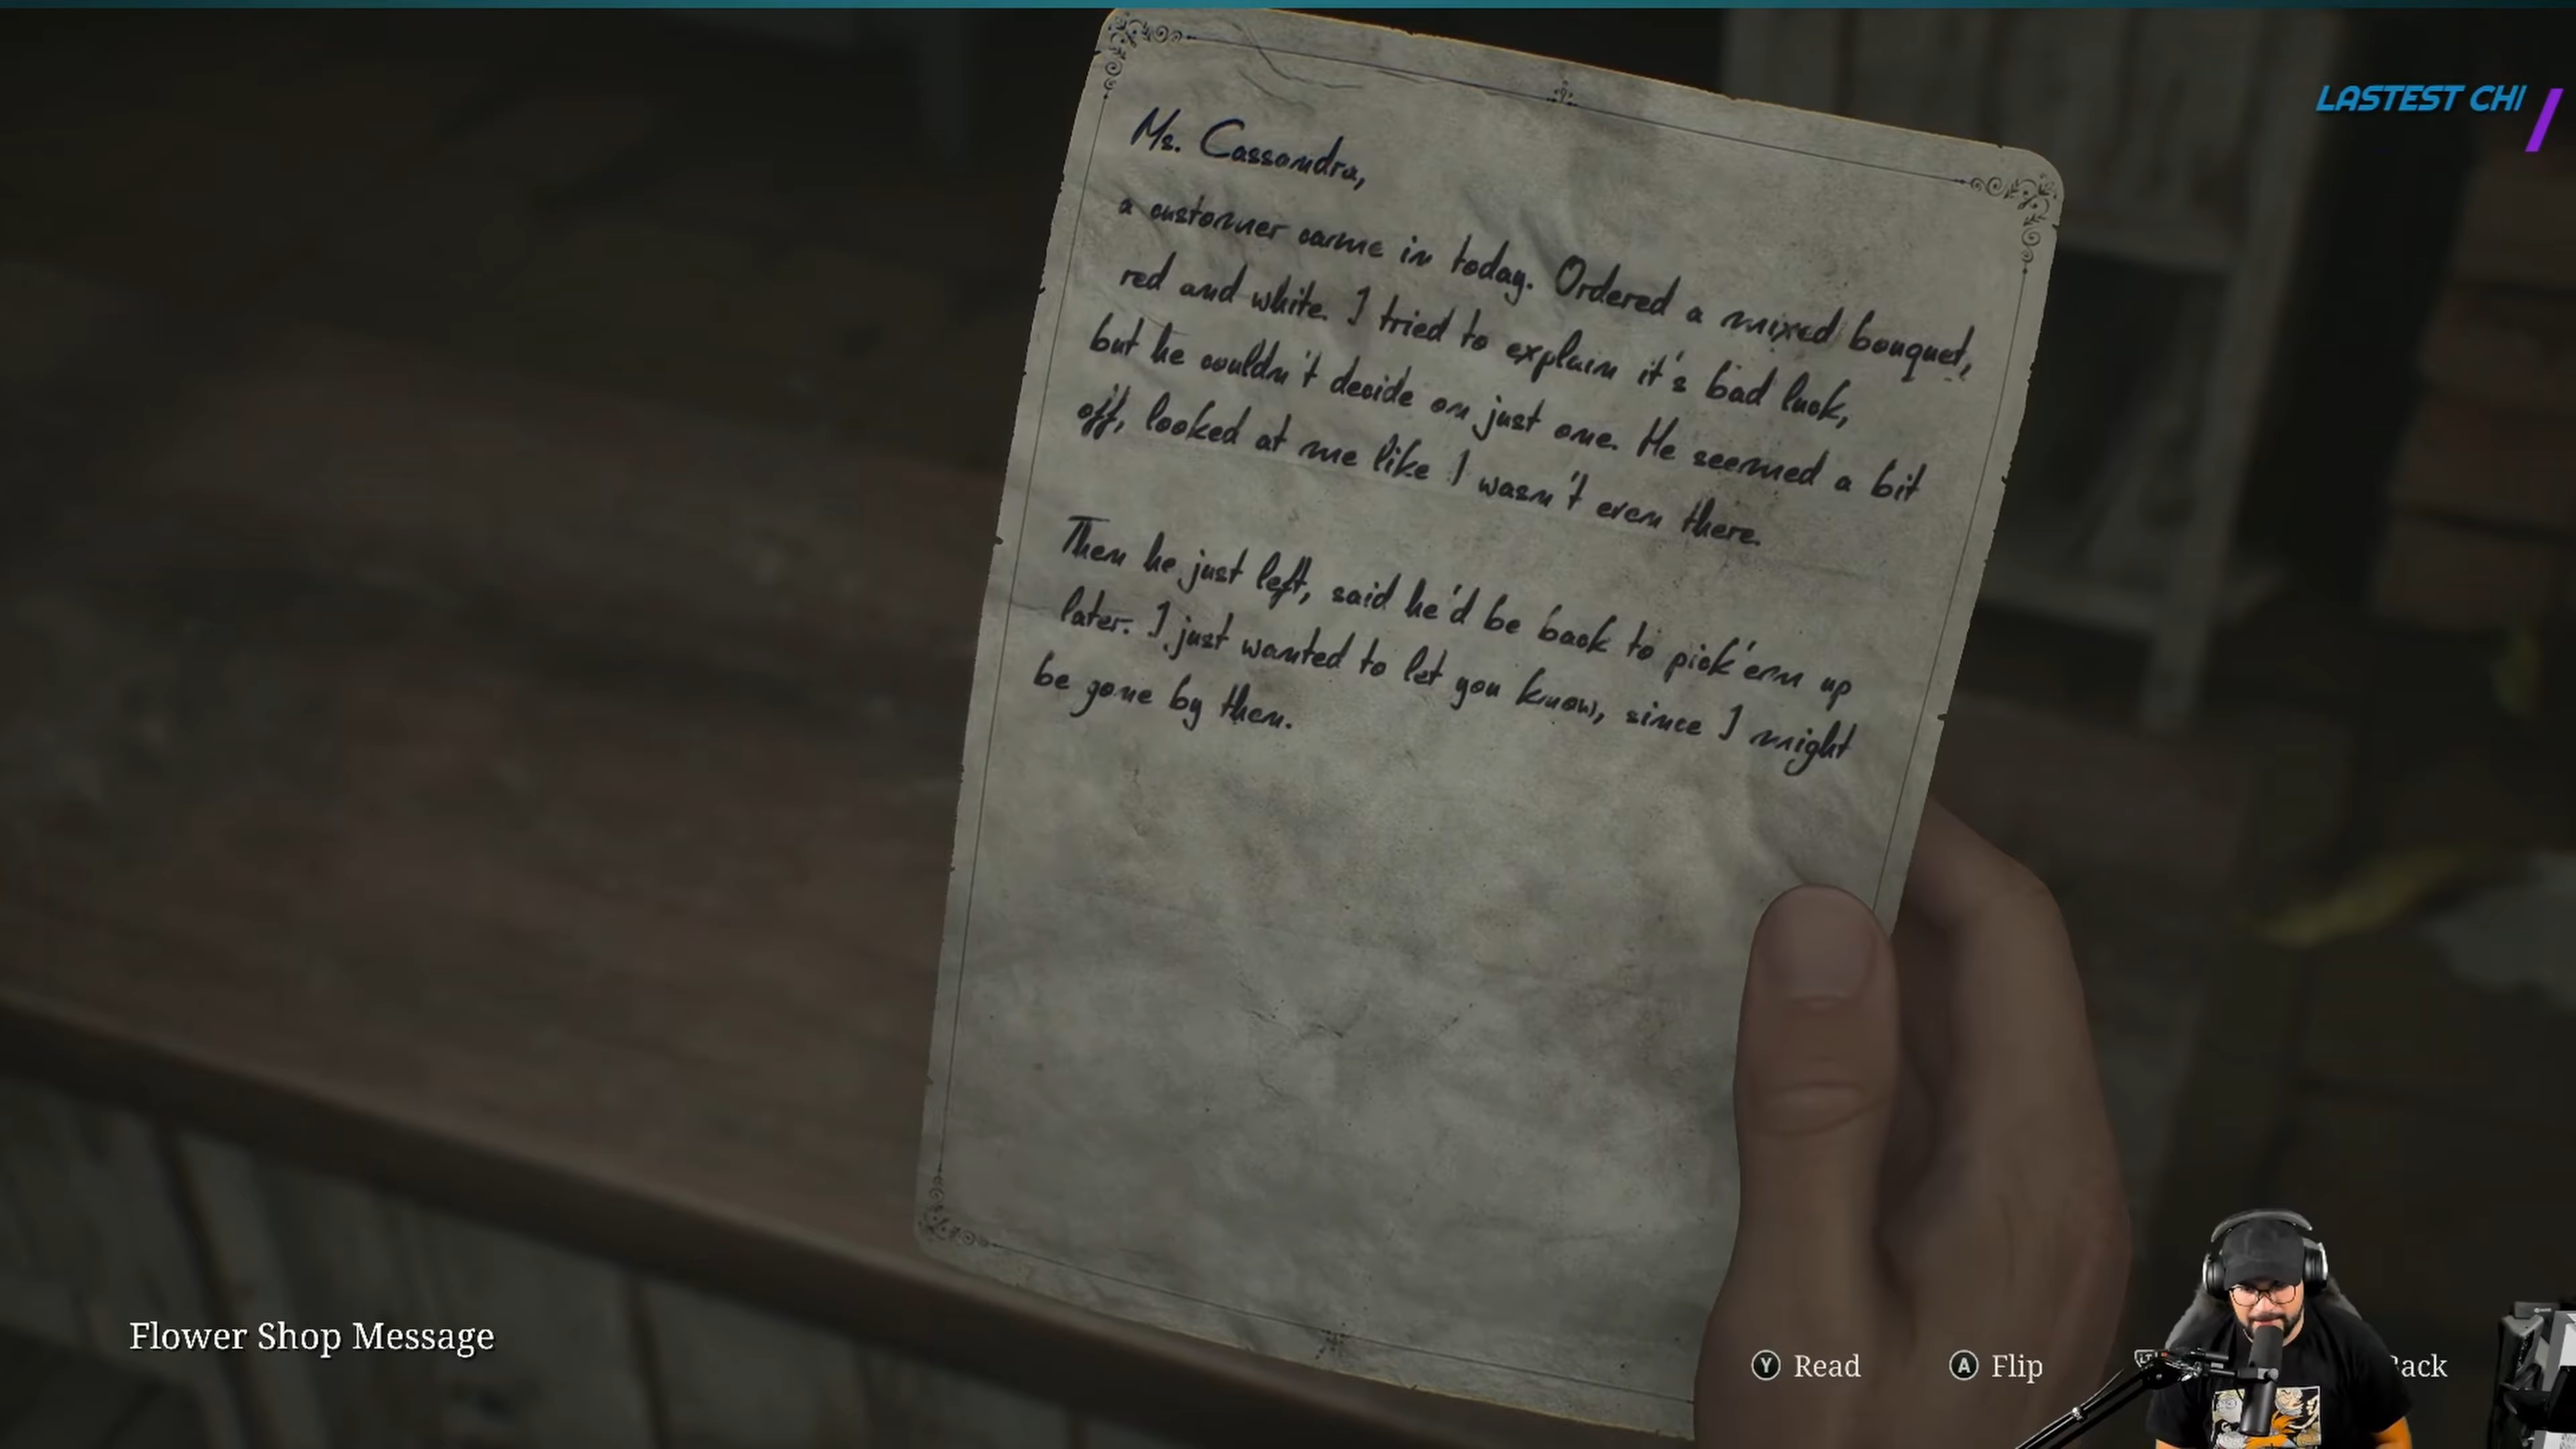 LASTEST CHI
Ms. Cassandra,
a customer came in today. Ordered a mixed bouquet,
red and white. I tried to explain it's bad luck,
but he couldn't decide on just one. He seemed a bit
off, looked at me like I wasn't even there.
Then he just left, said he'd be back to pick'em up
later. I just wanted to let you know, since I might
be gone by then.
Flower Shop Message
Y Read
A Flip
LT
Back